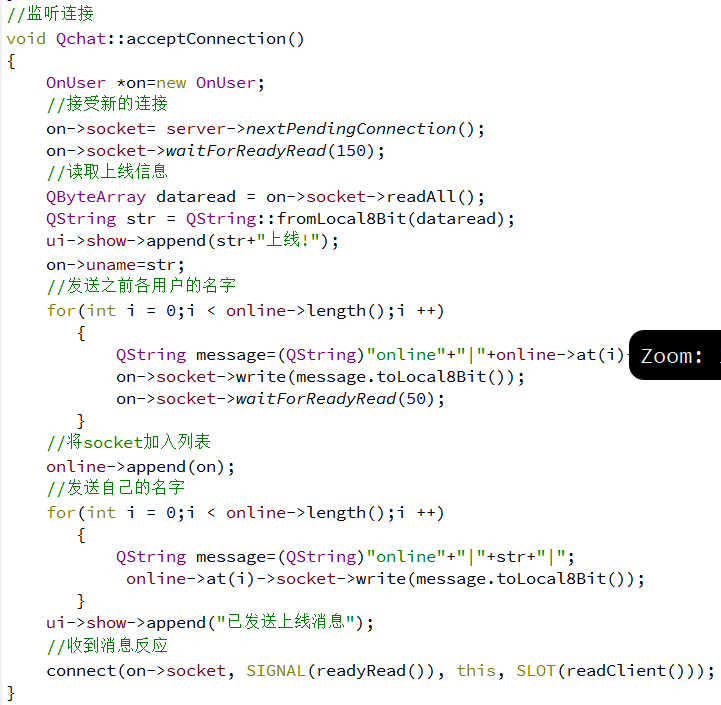 //监听连接
void Qchat::acceptConnection()
{
OnUser *on=new OnUser;
//接受新的连接
on->socket= server->nextPendingConnection();
on->socket->waitForReadyRead(150);
//读取上线信息
QByteArray dataread = on->socket->readAll();
QString str = QString::fromLocal8Bit(dataread);
ui->show->append(str+"上线!");
on->uname=str;
//发送之前各用户的名字
for(int i = 0;i < online->length();i ++)
{
QString message=(QString)"online"+"|"+online->at(i)
Zoom:
on->socket->write(message.toLocal8Bit());
on->socket->waitForReadyRead(50);
}
//将socket加入列表
online->append(on);
//发送自己的名字
for(int i = 0;i < online->length();i ++)
{
QString message=(QString)"online"+"|"+str+"|";
online->at(i)->socket->write(message.toLocal8Bit());
}
ui->show->append("已发送上线消息");
//收到消息反应
connect(on->socket, SIGNAL(readyRead()), this, SLOT(readClient()));
}